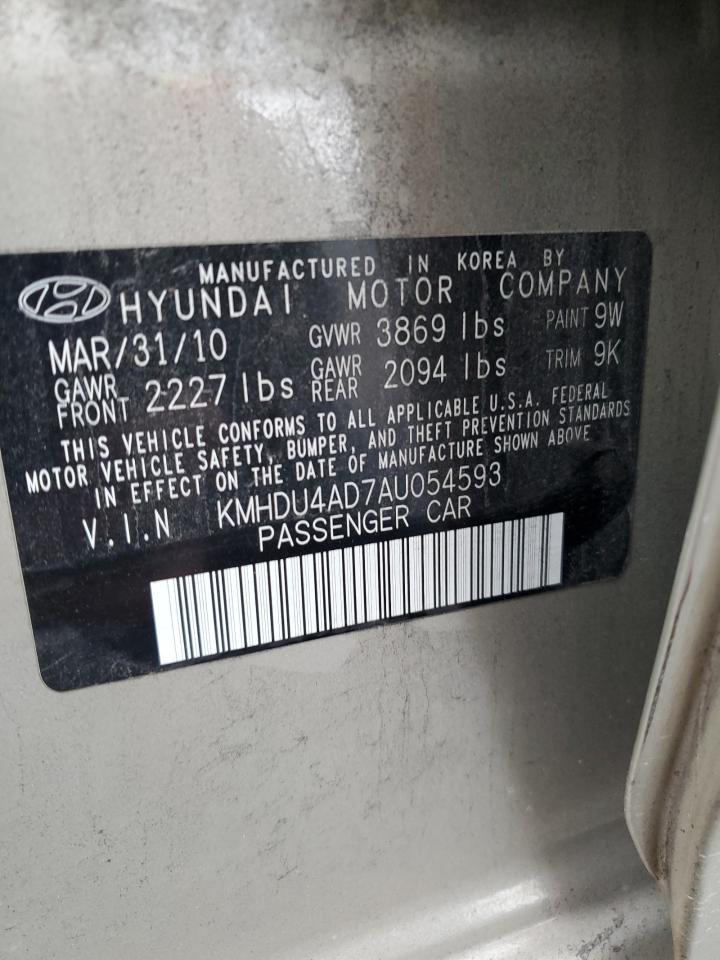 MANUFACTURED IN KOREA BY
HYUNDAI MOTOR COMPANY
MAR/31/10 GVWR 3869 lbs PAINT 9W
GAWR FRONT 2227 lbs GAWR REAR 2094 lbs TRIM 9K
THIS VEHICLE CONFORMS TO ALL APPLICABLE U.S.A. FEDERAL
MOTOR VEHICLE SAFETY, BUMPER, AND THEFT PREVENTION STANDARDS
IN EFFECT ON THE DATE OF MANUFACTURE SHOWN ABOVE
V.I.N KMHDU4AD7AU054593
PASSENGER CAR